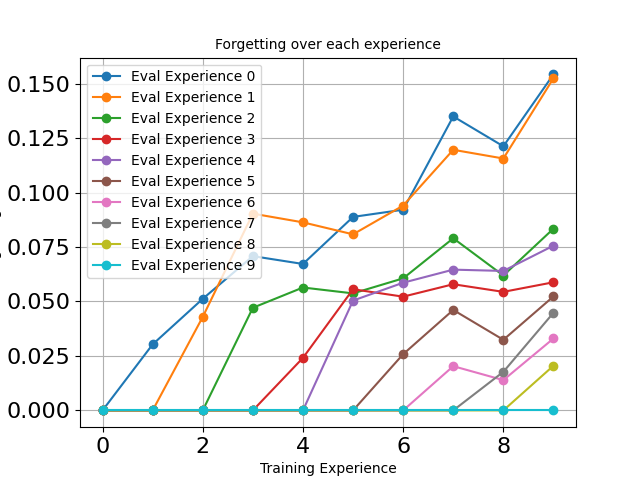 Forgetting over each experience
0.150
0.125
0.100
0.075
0.050
0.025
0.000
Eval Experience 0
Eval Experience 1
Eval Experience 2
Eval Experience 3
Eval Experience 4
Eval Experience 5
Eval Experience 6
Eval Experience 7
Eval Experience 8
Eval Experience 9
0 2 4 6 8
Training Experience